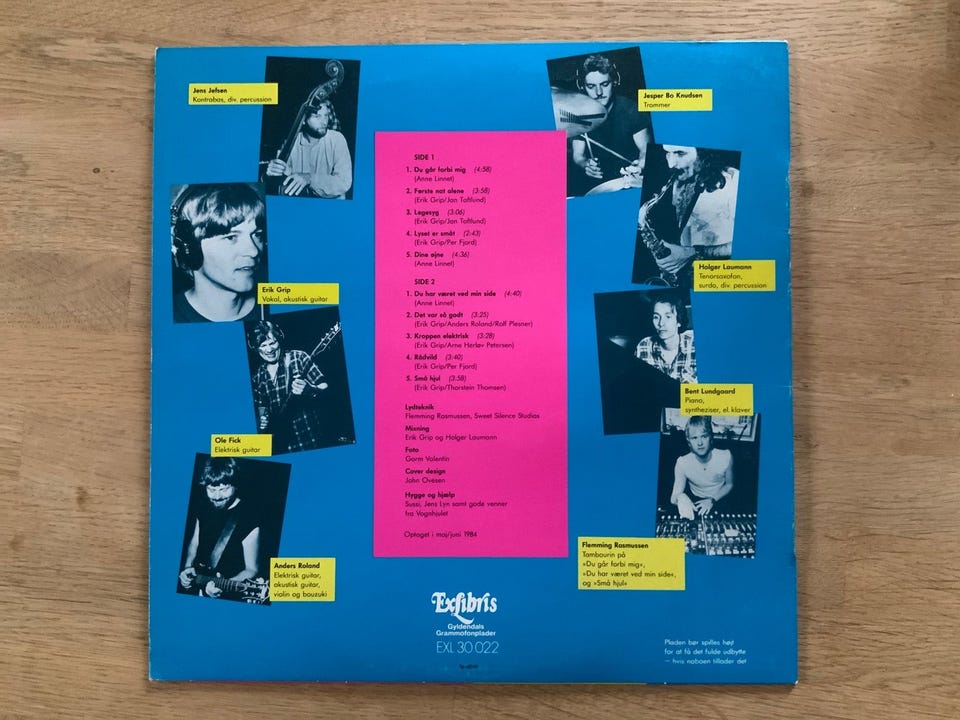 Jens Jefsen
Kontrabas, div. percussion
Jesper Bo Knudsen
Trommer
Erik Grip
Vokal, akustisk guitar
Holger Laumann
Tenorsaxofon,
surdo, div. percussion
Ole Fick
Elektrisk guitar
Bent Lundgaard
Piano,
syntheziser, el. klaver
Anders Roland
Elektrisk guitar,
akustisk guitar,
violin og bouzuki
Flemming Rasmussen
Tambourin på
»Du går forbi mig«,
»Du har været ved min side«,
og »Små hjul«
SIDE 1
1. Du går forbi mig (4:58)
(Anne Linnet)
2. Første nat alene (3:58)
(Erik Grip/Jan Toftlund)
3. Legesyg (3:06)
(Erik Grip/Jan Toftlund)
4. Lyset er småt (2:43)
(Erik Grip/Per Fjord)
5. Dine øjne (4:36)
(Anne Linnet)
SIDE 2
1. Du har været ved min side (4:40)
(Anne Linnet)
2. Det var så godt (3:25)
(Erik Grip/Anders Roland/Rolf Plesner)
3. Kroppen elektrisk (3:28)
(Erik Grip/Arne Herløv Petersen)
4. Rådvild (3:40)
(Erik Grip/Per Fjord)
5. Små hjul (3:58)
(Erik Grip/Thorstein Thomsen)
Lydteknik
Flemming Rasmussen, Sweet Silence Studios
Mixning
Erik Grip og Holger Laumann
Foto
Gorm Valentin
Cover design
John Ovesen
Hygge og hjælp
Sussi, Jens Lyn samt gode venner
fra Vognhjulet
Optaget i maj/juni 1984
Exlibris
Gyldendals
Grammofonplader
EXL 30 022
Pladen bør spilles højt
for at få det fulde udbytte
– hvis naboen tillader det